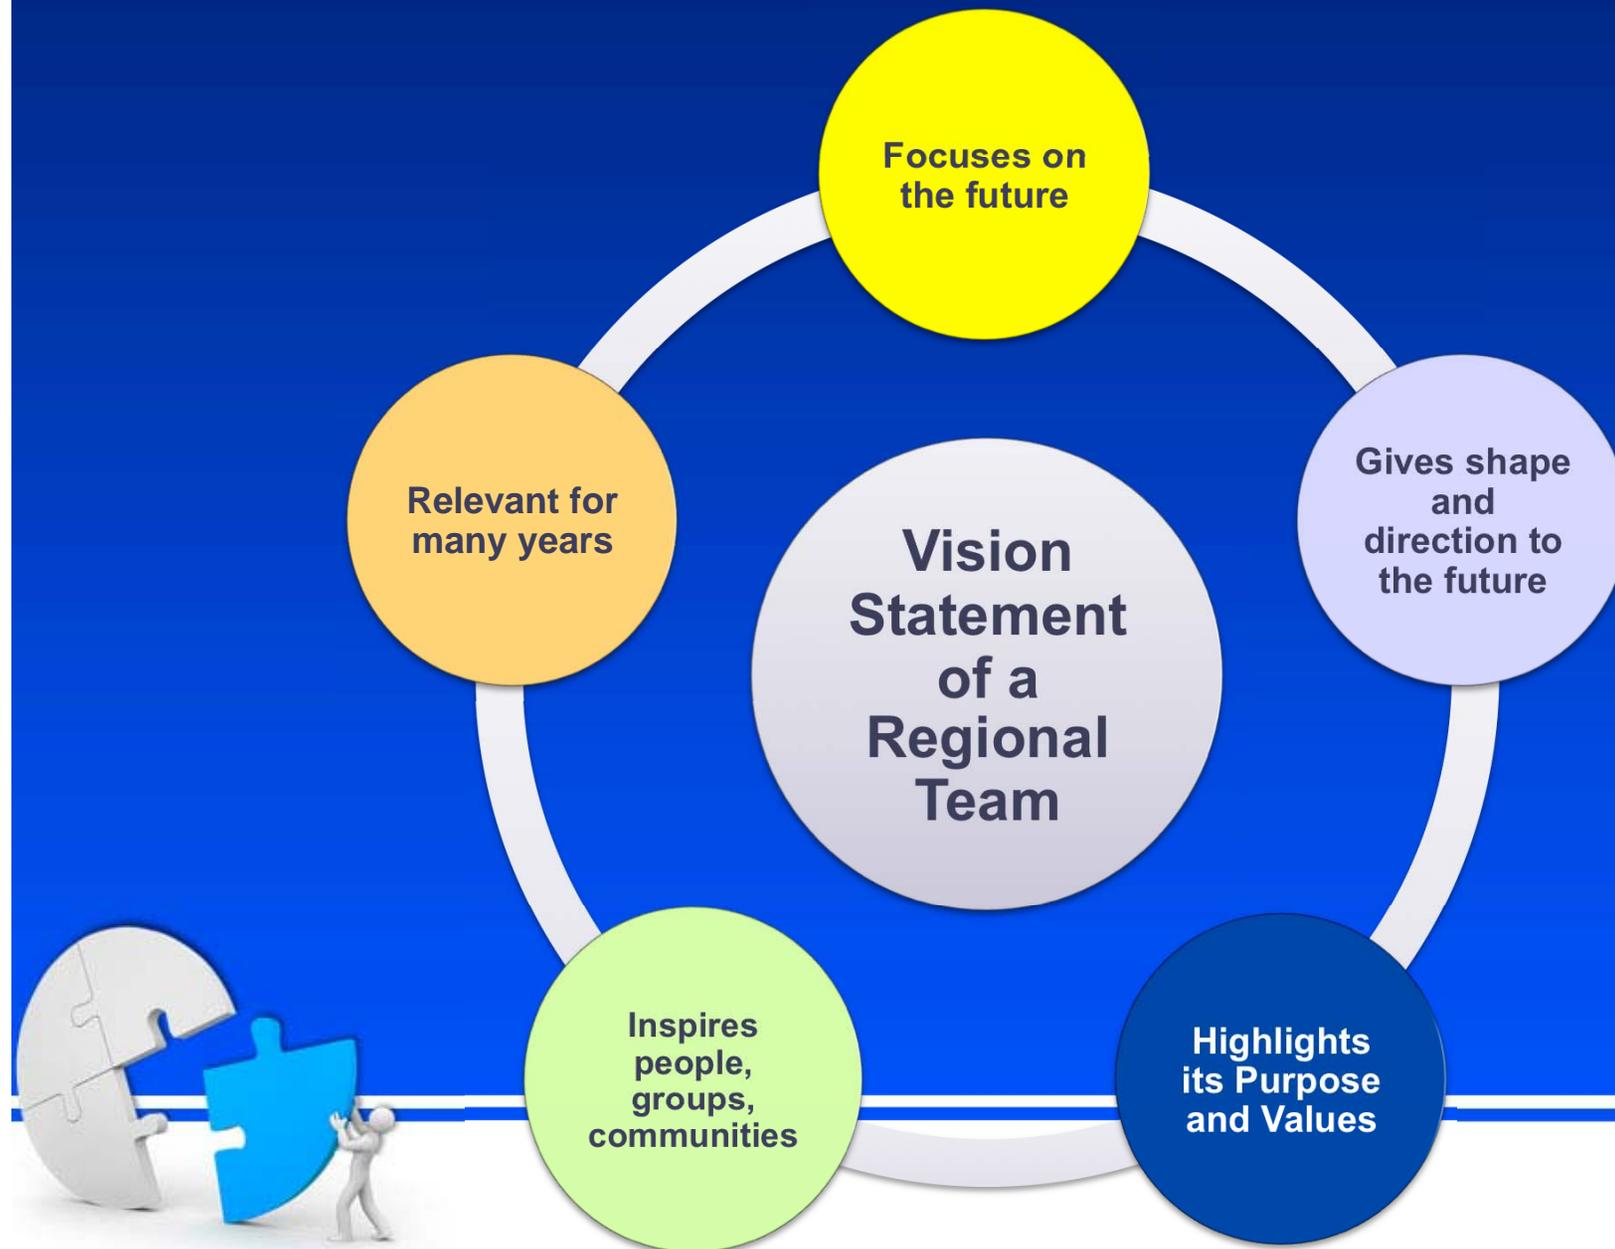 Focuses on
the future
Gives shape
and
direction to
the future
Relevant for
many years
Vision
Statement
of a
Regional
Team
Highlights
its Purpose
and Values
Inspires
people,
groups,
communities